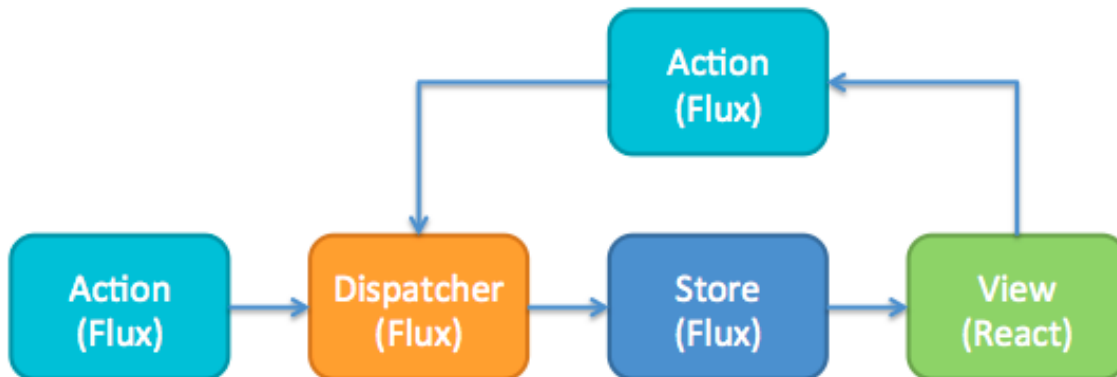 Action
(Flux)
Action
(Flux)
Dispatcher
(Flux)
Store
(Flux)
View
(React)